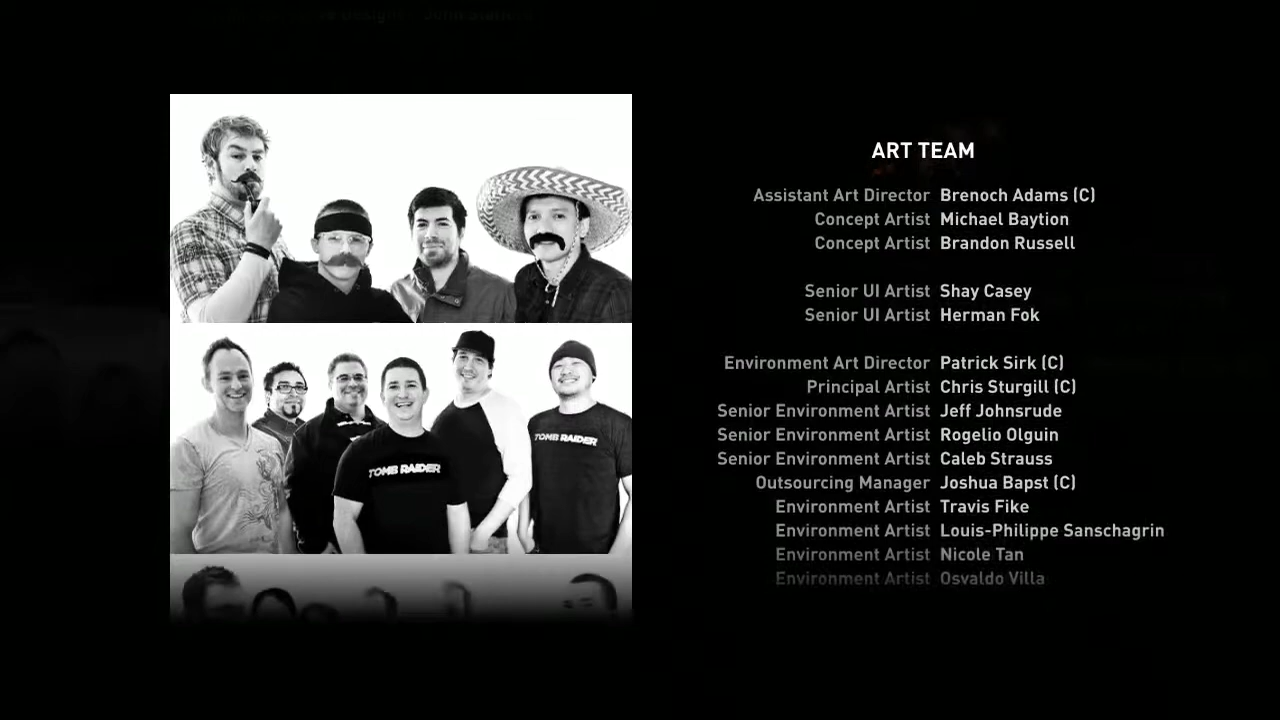 ART TEAM
Assistant Art Director Brenoch Adams (C)
Concept Artist Michael Baytion
Concept Artist Brandon Russell
Senior UI Artist Shay Casey
Senior UI Artist Herman Fok
Environment Art Director Patrick Sirk (C)
Principal Artist Chris Sturgill (C)
Senior Environment Artist Jeff Johnsrude
Senior Environment Artist Rogelio Olguin
Senior Environment Artist Caleb Strauss
Outsourcing Manager Joshua Bapst (C)
Environment Artist Travis Fike
Environment Artist Louis-Philippe Sanschagrin
Environment Artist Nicole Tan
Environment Artist Osvaldo Villa
TOMB RAIDER
TOMB RAIDER